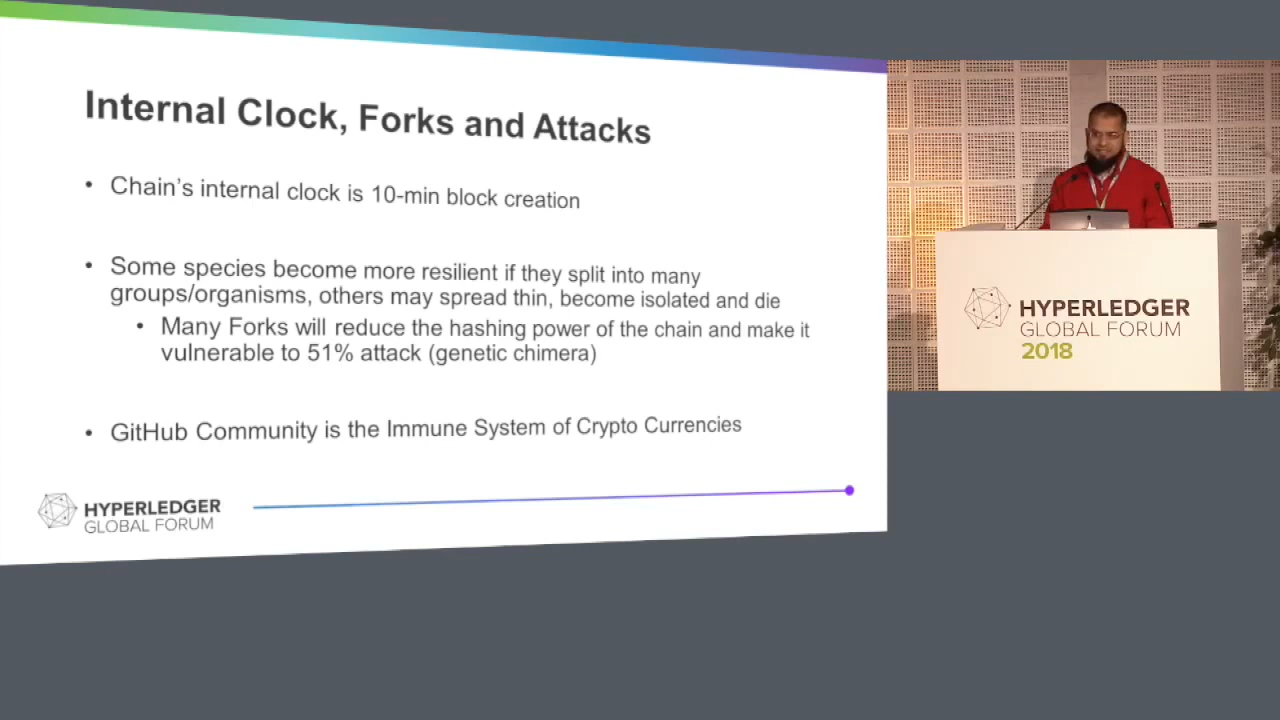 Internal Clock, Forks and Attacks
• Chain's internal clock is 10-min block creation
• Some species become more resilient if they split into many
groups/organisms, others may spread thin, become isolated and die
• Many Forks will reduce the hashing power of the chain and make it
vulnerable to 51% attack (genetic chimera)
• GitHub Community is the Immune System of Crypto Currencies
HYPERLEDGER
GLOBAL FORUM
HYPERLEDGER
GLOBAL FORUM
2018